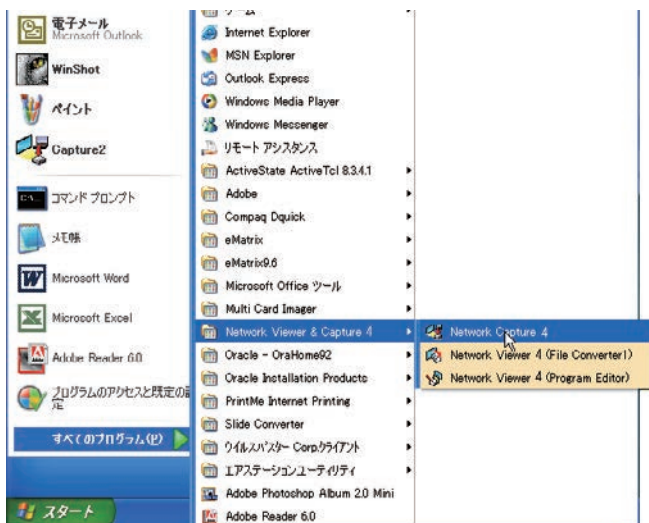 電子メール
Microsoft Outlook
WinShot
ペイント
Capture2
コマンド プロンプト
メモ帳
Microsoft Word
Microsoft Excel
Adobe Reader 6.0
プログラムのアクセスと既定の
定
すべてのプログラム(P)
スタート
ゲーム
Internet Explorer
MSN Explorer
Outlook Express
Windows Media Player
Windows Messenger
リモート アシスタンス
ActiveState ActiveTcl 8.3.4.1
Adobe
Compaq Dquick
eMatrix
eMatrix9.6
Microsoft Office ツール
Multi Card Imager
Network Viewer & Capture 4
Oracle - OraHome92
Oracle Installation Products
PrintMe Internet Printing
Slide Converter
ウイルスバスター Corp.クライアント
エアステーションユーティリティ
Adobe Photoshop Album 2.0 Mini
Adobe Reader 6.0
Network Capture 4
Network Viewer 4 (File Converter1)
Network Viewer 4 (Program Editor)